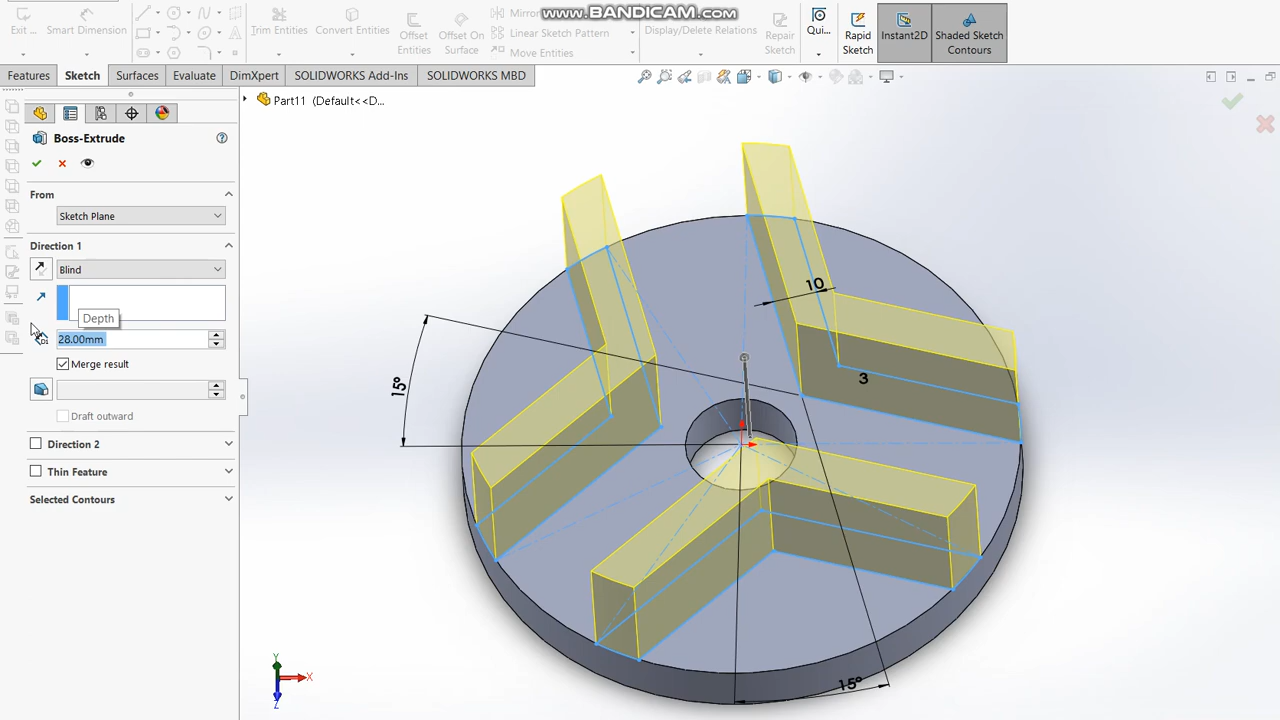 www.BANDICAM.com
Exit ...
Smart Dimension
Trim Entities
Convert Entities
Offset Entities
Offset On Surface
Mirror
Linear Sketch Pattern
Move Entities
Display/Delete Relations
Repair Sketch
Qui...
Rapid Sketch
Instant2D
Shaded Sketch Contours
Features
Sketch
Surfaces
Evaluate
DimXpert
SOLIDWORKS Add-Ins
SOLIDWORKS MBD
Part11 (Default<<D...
Boss-Extrude
From
Sketch Plane
Direction 1
Blind
Depth
28.00mm
Merge result
Draft outward
Direction 2
Thin Feature
Selected Contours
10
3
15°
15°
Y
X
Z